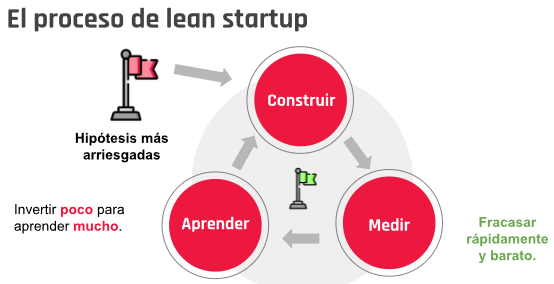 El proceso de lean startup
Construir
Hipótesis más
arriesgadas
Invertir poco para
aprender mucho.
Aprender
Medir
Fracasar
rápidamente
y barato.